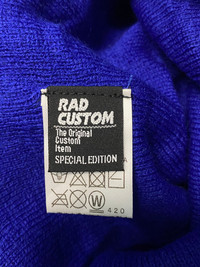 RAD
CUSTOM
The Original
Custom
Item
SPECIAL EDITION
W
420